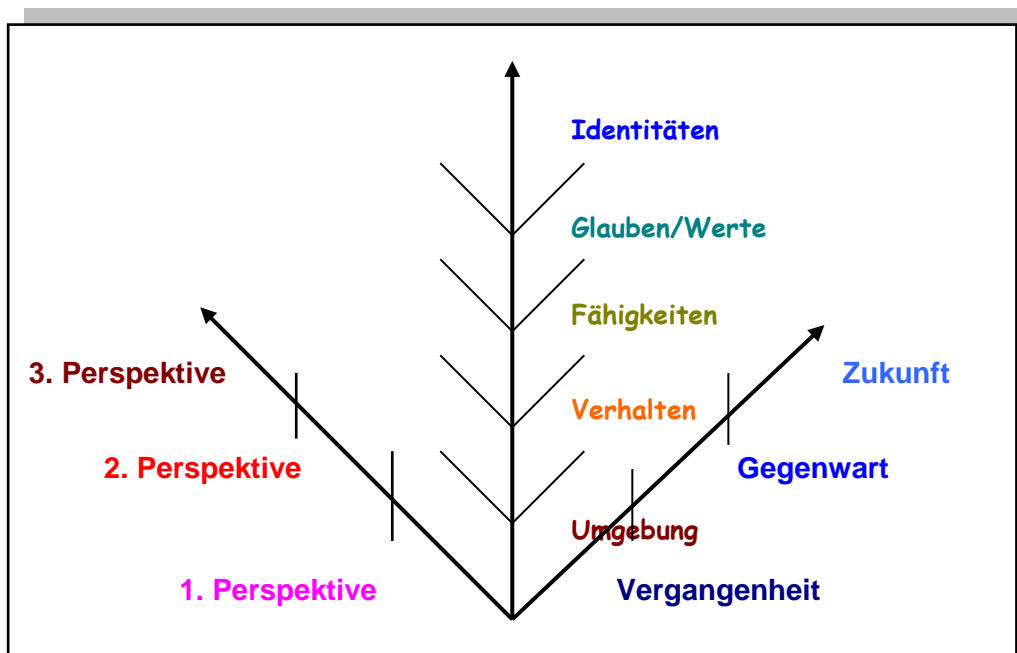 Identitäten
Glauben/Werte
Fähigkeiten
3. Perspektive
Zukunft
Verhalten
2. Perspektive
Gegenwart
Umgebung
1. Perspektive
Vergangenheit